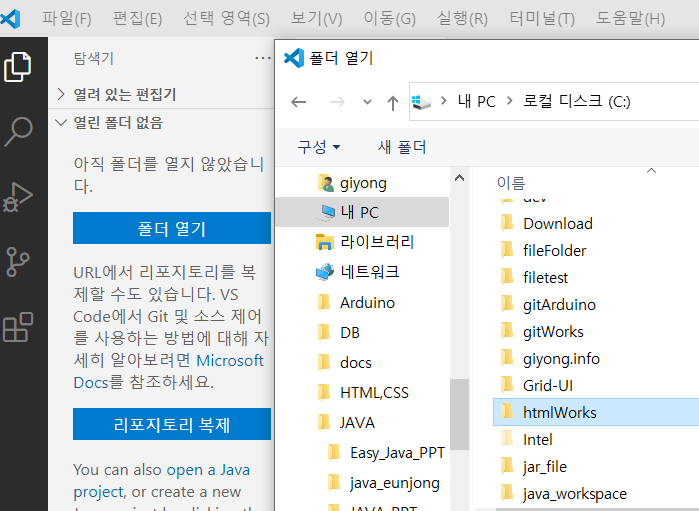 파일(F) 편집(E) 선택 영역(S) 보기(V) 이동(G) 실행(R) 터미널(T) 도움말(H)
탐색기 ···
열려 있는 편집기
열린 폴더 없음
아직 폴더를 열지 않았습니
다.
폴더 열기
URL에서 리포지토리를 복
제할 수도 있습니다. VS
Code에서 Git 및 소스 제어
를 사용하는 방법에 대해 자
세히 알아보려면 Microsoft
Docs를 참조하세요.
리포지토리 복제
You can also open a Java
project, or create a new
폴더 열기
내 PC > 로컬 디스크 (C:)
구성 새 폴더
giyong
내 PC
라이브러리
네트워크
Arduino
DB
docs
HTML,CSS
JAVA
Easy_Java_PPT
java_eunjong
JAVA_PPT
이름
dev
Download
fileFolder
filetest
gitArduino
gitWorks
giyong.info
Grid-UI
htmlWorks
Intel
jar_file
java_workspace